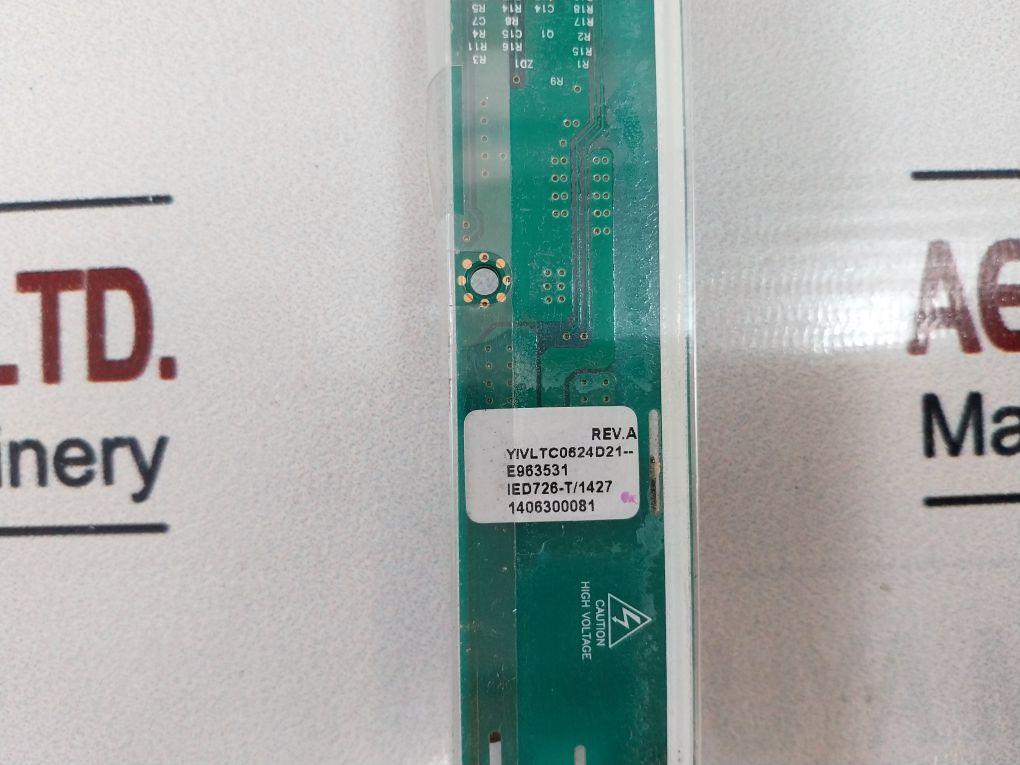 R5 R14 C14 R18
C7 R8 R17
R4 C15 Q1 R2
R11 R16 R15
R3 ZD1 R1
R9
LTD.
inery
AE
Ma
REV.A
YIVLTC0624D21--
E963531
IED726-T/1427
1406300081
CAUTION
HIGH VOLTAGE